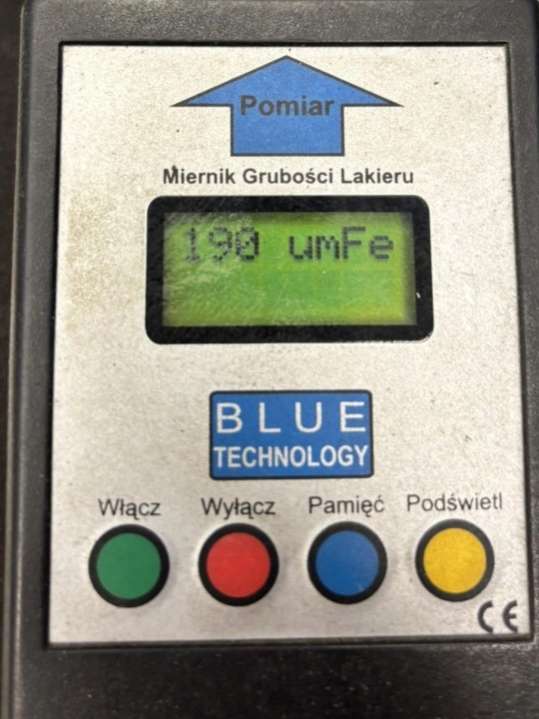 Pomiar
Miernik Grubości Lakieru
190 umFe
BLUE
TECHNOLOGY
Włącz Wyłącz Pamięć Podświetl
CE